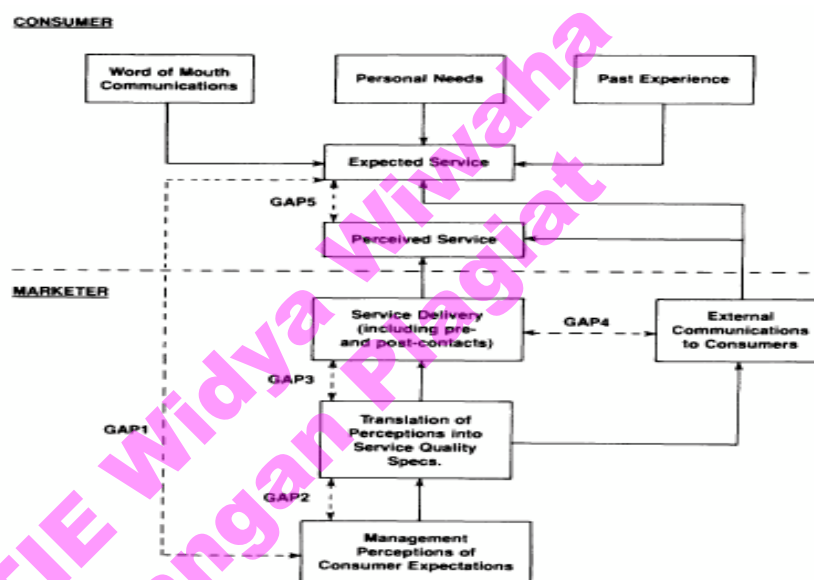 CONSUMER
Word of Mouth
Communications
Personal Needs
Past Experience
Expected Service
GAP5
Perceived Service
MARKETER
Service Delivery
(including pre-
and post-contacts)
GAP4
External
Communications
to Consumers
GAP3
Translation of
Perceptions into
Service Quality
Specs.
GAP1
GAP2
Management
Perceptions of
Consumer Expectations
TIE Widya Wiwaha
engan Plagiat